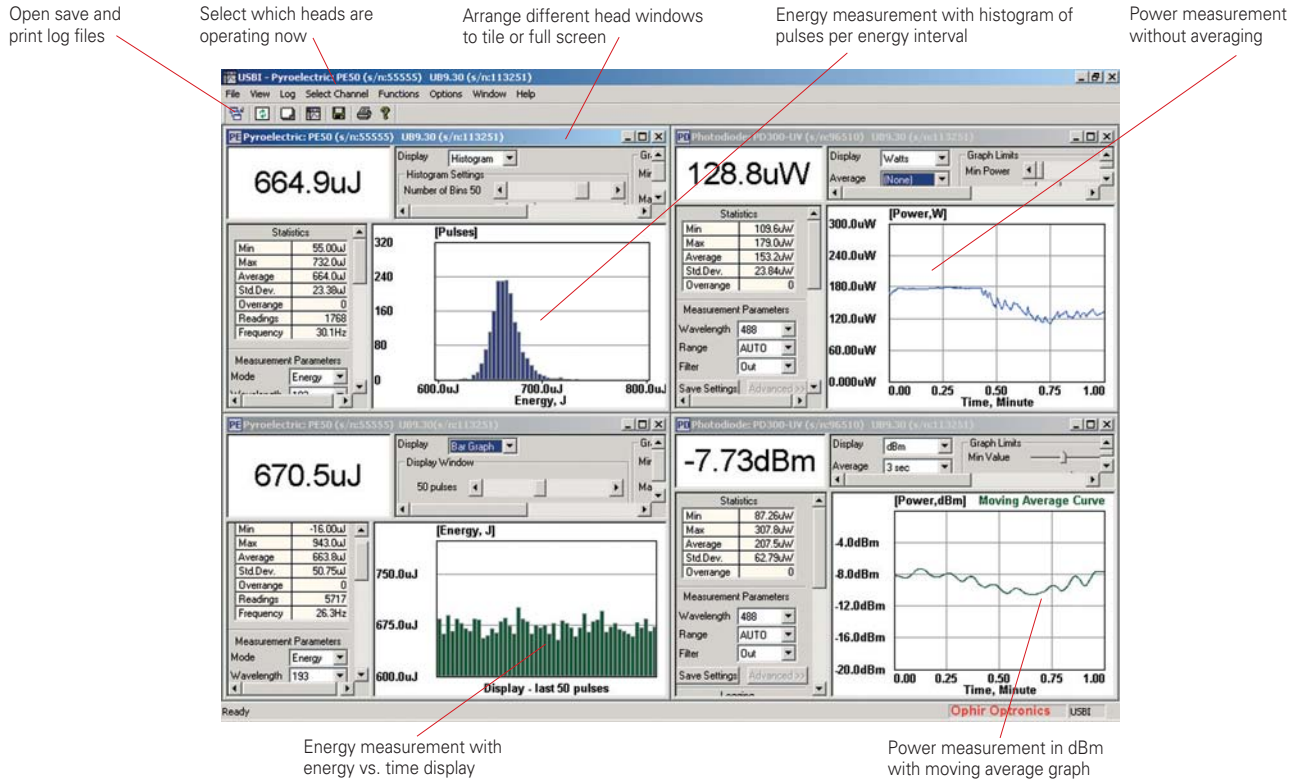 Open save and
print log files
Select which heads are
operating now
Arrange different head windows
to tile or full screen
Energy measurement with histogram of
pulses per energy interval
Power measurement
without averaging
USBI - Pyroelectric: PE50 (s/n:55555) UB9.30 (s/n:113251)
File View Log Select Channel Functions Options Window Help
PE Pyroelectric: PE50 (s/n:55555) UB9.30 (s/n:113251)
664.9uJ
Display Histogram
Histogram Settings
Number of Bins 50
Statistics
Min 55.00uJ
Max 732.0uJ
Average 664.0uJ
Std.Dev. 23.38uJ
Overrange 0
Readings 1768
Frequency 30.1Hz
Measurement Parameters
Mode Energy
[Pulses]
320
240
160
80
0
600.0uJ 700.0uJ 800.0uJ
Energy, J
PD Photodiode: PD300-UV (s/n:96510) UB9.30 (s/n:113251)
128.8uW
Display Watts
Average (None)
Graph Limits
Min Power
Statistics
Min 109.6uW
Max 179.0uW
Average 153.2uW
Std.Dev. 23.84uW
Overrange 0
Measurement Parameters
Wavelength 488
Range AUTO
Filter Out
Save Settings Advanced >>
[Power,W]
300.0uW
240.0uW
180.0uW
120.0uW
60.00uW
0.000uW
0.00 0.25 0.50 0.75 1.00
Time, Minute
PE Pyroelectric: PE50 (s/n:55555) UB9.30(s/n:113251)
670.5uJ
Display Bar Graph
Display Window
50 pulses
Min -16.00uJ
Max 943.0uJ
Average 663.8uJ
Std.Dev. 50.75uJ
Overrange 0
Readings 5717
Frequency 26.3Hz
Measurement Parameters
Mode Energy
Wavelength 193
[Energy, J]
750.0uJ
675.0uJ
600.0uJ
Display - last 50 pulses
PD Photodiode: PD300-UV (s/n:96510) UB9.30 (s/n:113251)
-7.73dBm
Display dBm
Average 3 sec
Graph Limits
Min Value
Statistics
Min 87.26uW
Max 307.8uW
Average 207.5uW
Std.Dev. 62.79uW
Overrange 0
Measurement Parameters
Wavelength 488
Range AUTO
Filter Out
Save Settings Advanced >>
[Power,dBm] Moving Average Curve
-4.0dBm
-8.0dBm
-12.0dBm
-16.0dBm
-20.0dBm
0.00 0.25 0.50 0.75 1.00
Time, Minute
Ready
Ophir Optronics USBI
Energy measurement with
energy vs. time display
Power measurement in dBm
with moving average graph